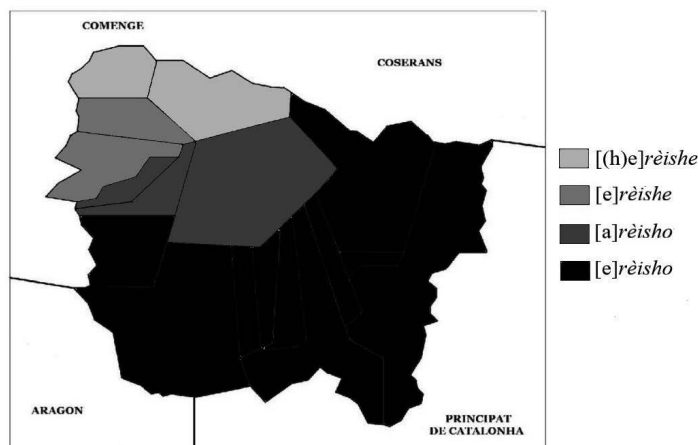 COMENGE
COSERANS
[(h)e]rèishe
[e]rèishe
[a]rèisho
[e]rèisho
ARAGON
PRINCIPAT
DE CATALONHA